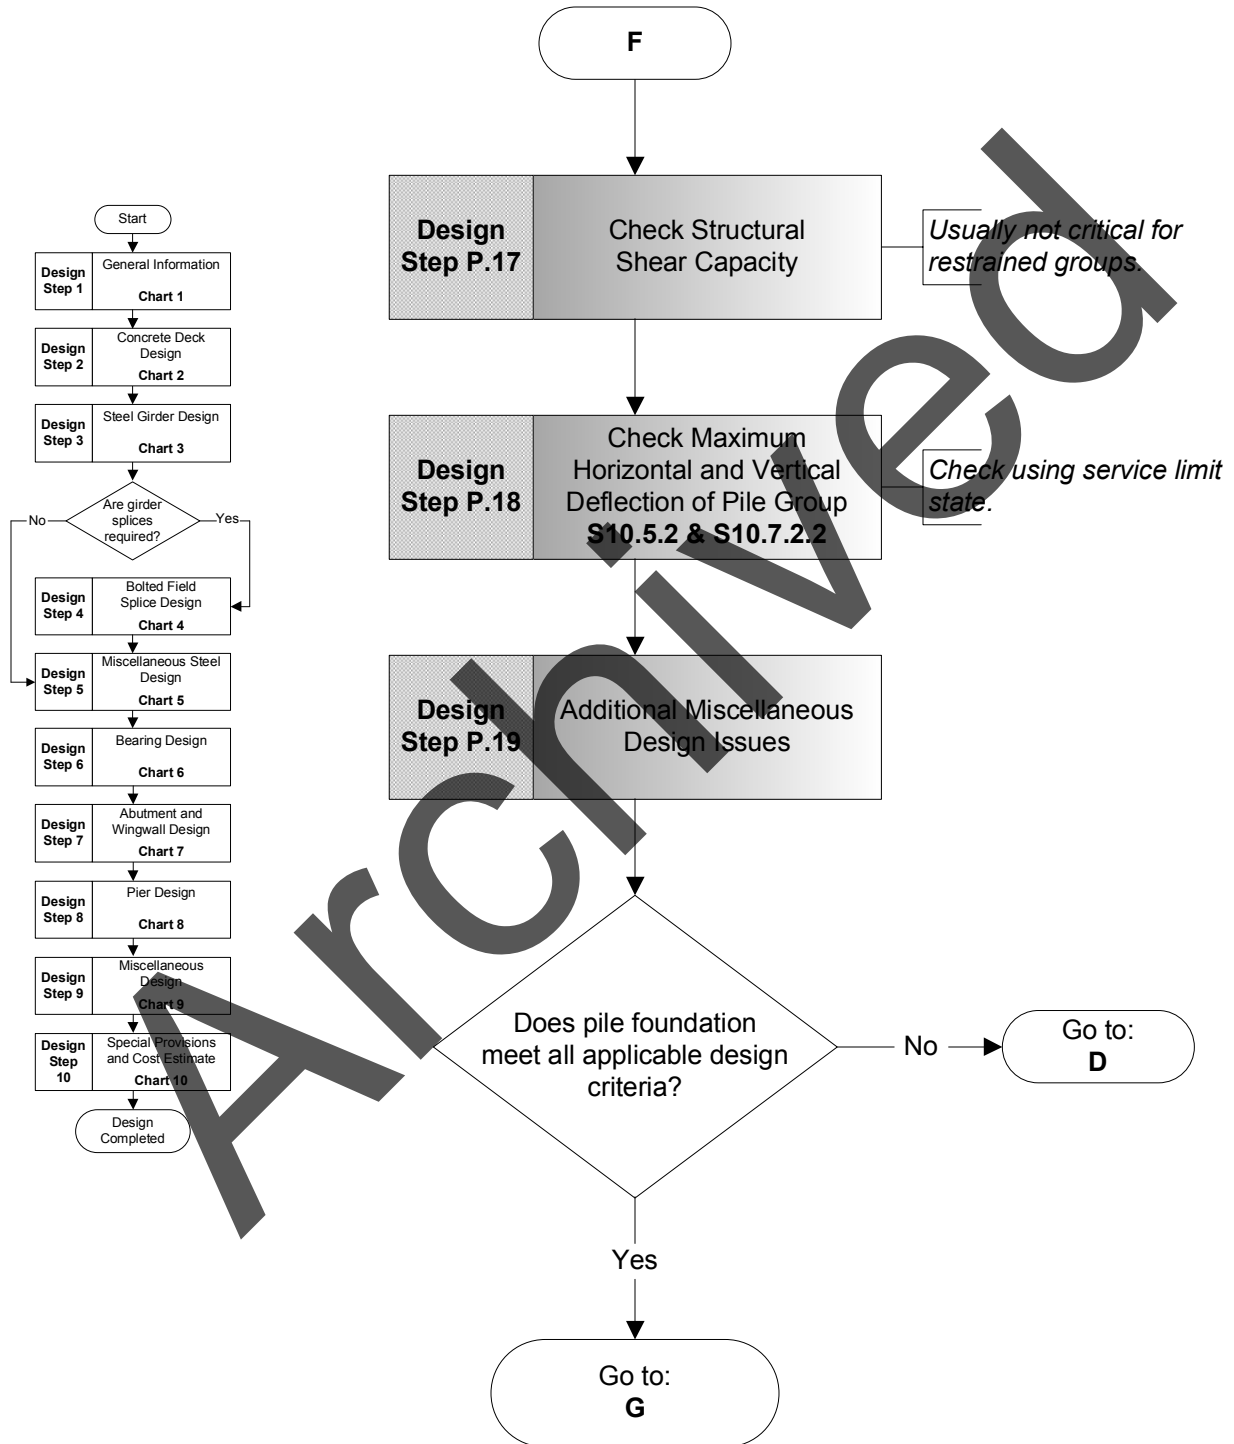 Start
Design
Step 1
General Information
Chart 1
Design
Step 2
Concrete Deck
Design
Chart 2
Design
Step 3
Steel Girder Design
Chart 3
Are girder
splices
required?
No
Yes
Design
Step 4
Bolted Field
Splice Design
Chart 4
Design
Step 5
Miscellaneous Steel
Design
Chart 5
Design
Step 6
Bearing Design
Chart 6
Design
Step 7
Abutment and
Wingwall Design
Chart 7
Design
Step 8
Pier Design
Chart 8
Design
Step 9
Miscellaneous
Design
Chart 9
Design
Step
10
Special Provisions
and Cost Estimate
Chart 10
Design
Completed
F
Design
Step P.17
Check Structural
Shear Capacity
Usually not critical for
restrained groups.
Design
Step P.18
Check Maximum
Horizontal and Vertical
Deflection of Pile Group
S10.5.2 & S10.7.2.2
Check using service limit
state.
Design
Step P.19
Additional Miscellaneous
Design Issues
Does pile foundation
meet all applicable design
criteria?
No
Go to:
D
Yes
Go to:
G
Archived